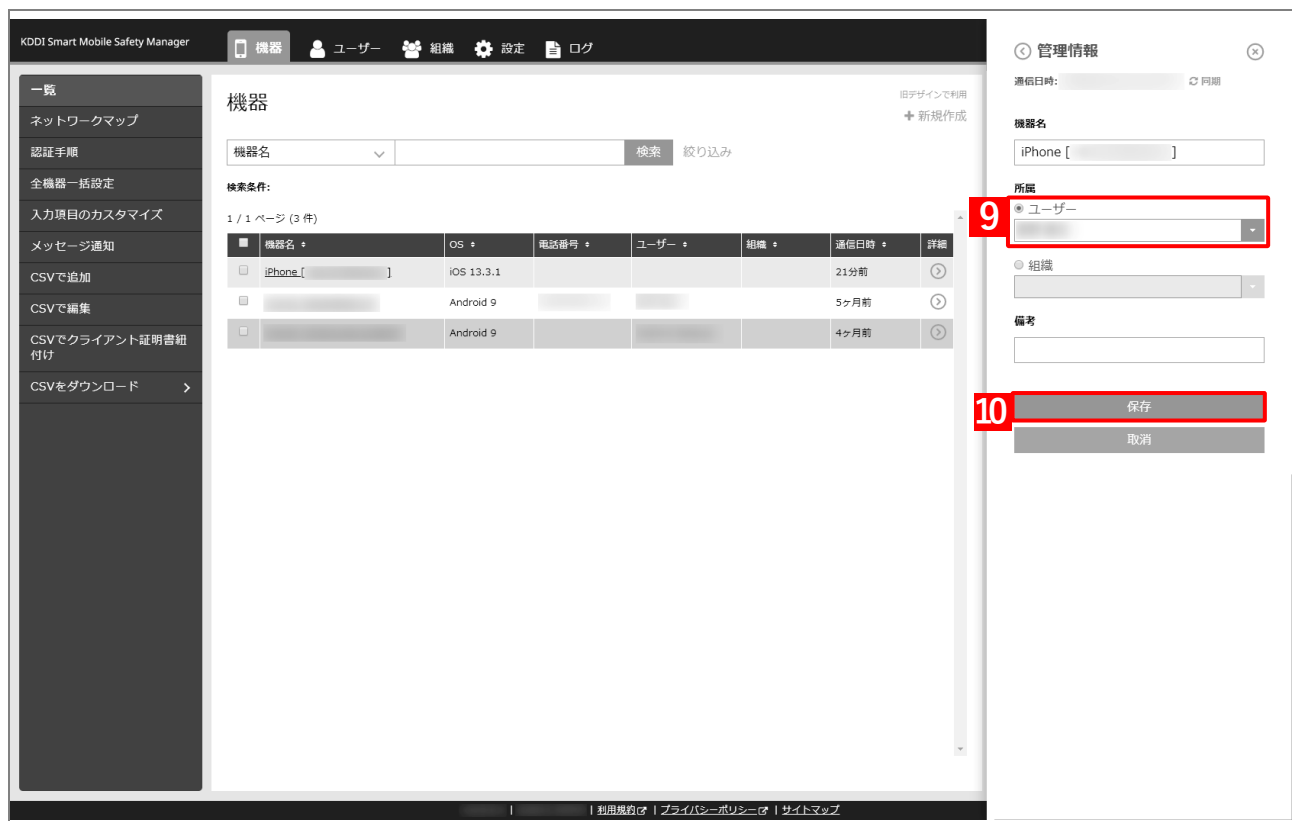 KDDI Smart Mobile Safety Manager
機器
ユーザー
組織
設定
ログ
一覧
ネットワークマップ
認証手順
全機器一括設定
入力項目のカスタマイズ
メッセージ通知
CSVで追加
CSVで編集
CSVでクライアント証明書紐
付け
CSVをダウンロード
機器
旧デザインで利用
+ 新規作成
機器名
検索
絞り込み
検索条件:
1 / 1 ページ (3 件)
機器名 OS 電話番号 ユーザー 組織 通信日時 詳細
iPhone [ ] iOS 13.3.1 21分前
Android 9 5ヶ月前
Android 9 4ヶ月前
管理情報
通信日時: 同期
機器名
iPhone [ ]
所属
9
ユーザー
組織
備考
10
保存
取消
| | 利用規約 | プライバシーポリシー | サイトマップ